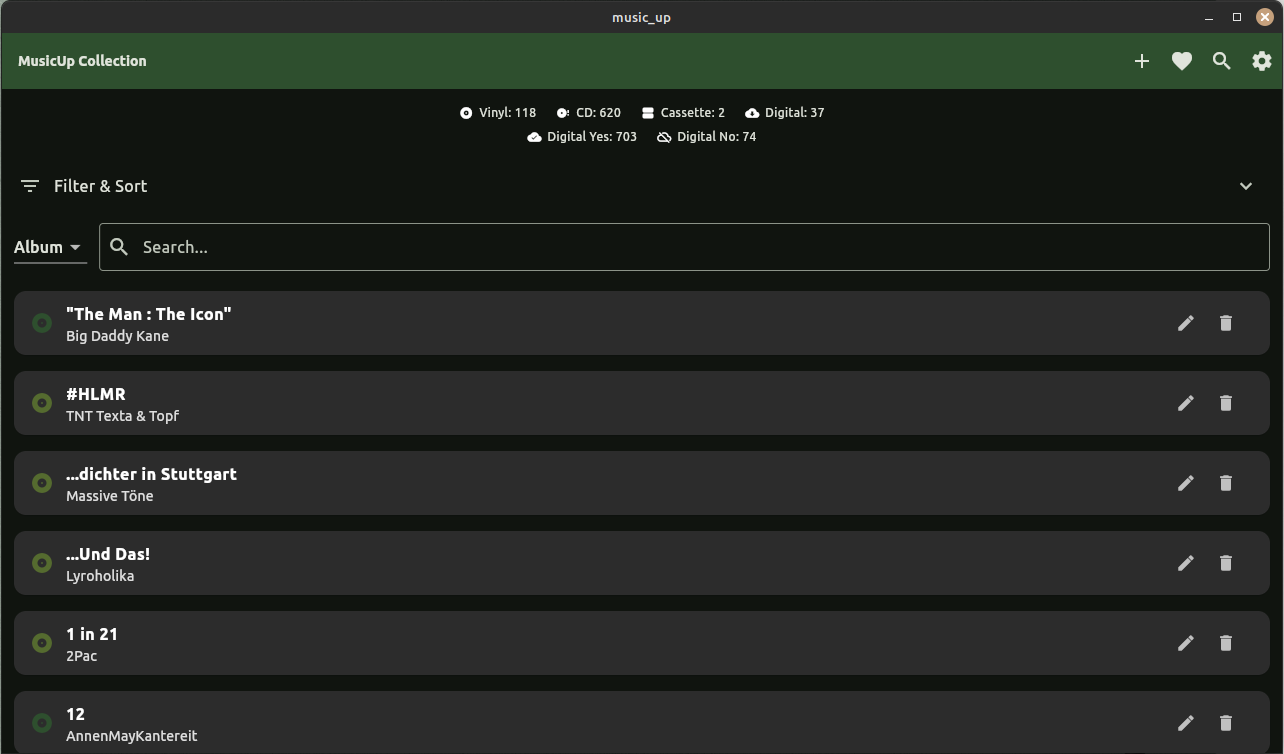 music_up
MusicUp Collection
Vinyl: 118 CD: 620 Cassette: 2 Digital: 37
Digital Yes: 703 Digital No: 74
Filter & Sort
Album Search...
"The Man : The Icon"
Big Daddy Kane
#HLMR
TNT Texta & Topf
...dichter in Stuttgart
Massive Töne
...Und Das!
Lyroholika
1 in 21
2Pac
12
AnnenMayKantereit